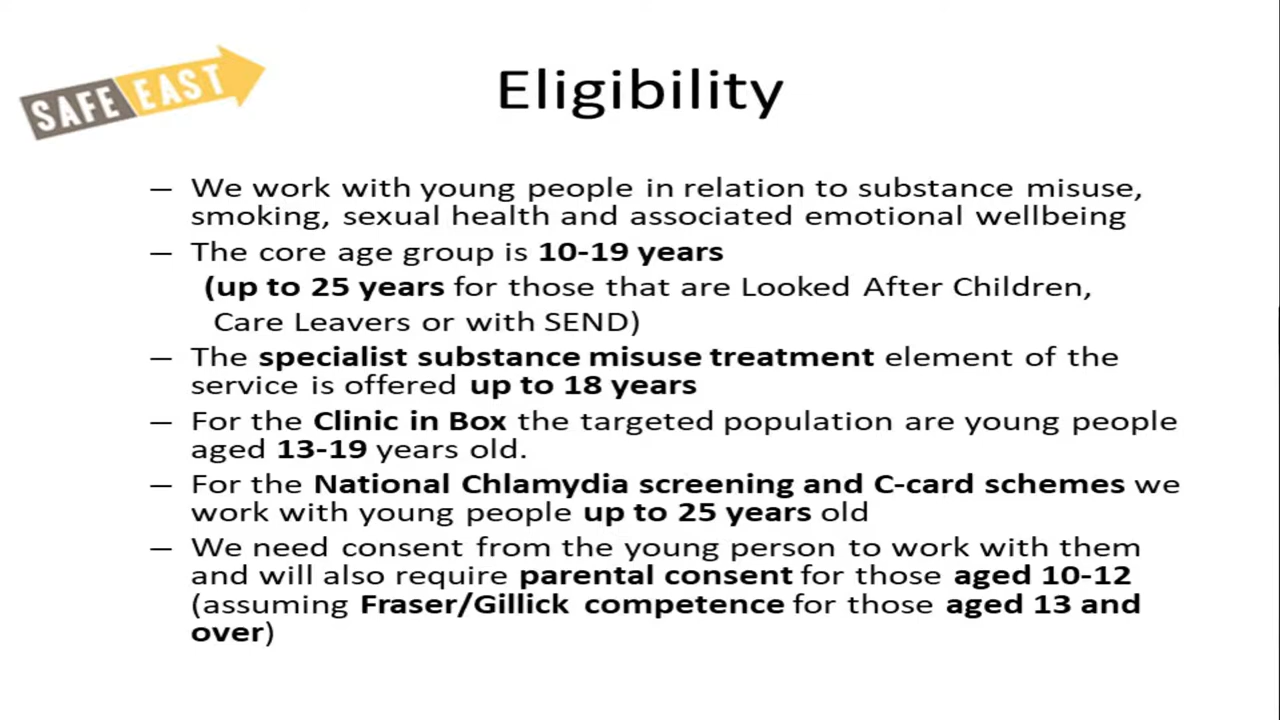 SAFE EAST
Eligibility
– We work with young people in relation to substance misuse,
smoking, sexual health and associated emotional wellbeing
– The core age group is 10-19 years
(up to 25 years for those that are Looked After Children,
Care Leavers or with SEND)
– The specialist substance misuse treatment element of the
service is offered up to 18 years
– For the Clinic in Box the targeted population are young people
aged 13-19 years old.
– For the National Chlamydia screening and C-card schemes we
work with young people up to 25 years old
– We need consent from the young person to work with them
and will also require parental consent for those aged 10-12
(assuming Fraser/Gillick competence for those aged 13 and
over)